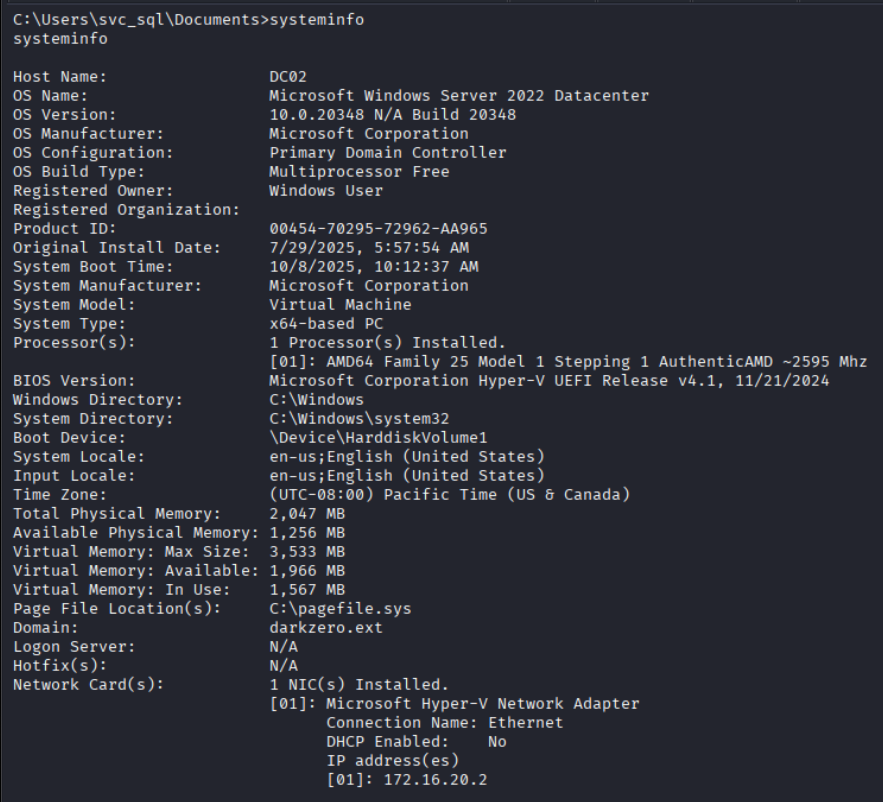 C:\Users\svc_sql\Documents>systeminfo
systeminfo

Host Name:                 DC02
OS Name:                   Microsoft Windows Server 2022 Datacenter
OS Version:                10.0.20348 N/A Build 20348
OS Manufacturer:           Microsoft Corporation
OS Configuration:          Primary Domain Controller
OS Build Type:             Multiprocessor Free
Registered Owner:          Windows User
Registered Organization:
Product ID:                00454-70295-72962-AA965
Original Install Date:     7/29/2025, 5:57:54 AM
System Boot Time:          10/8/2025, 10:12:37 AM
System Manufacturer:       Microsoft Corporation
System Model:              Virtual Machine
System Type:               x64-based PC
Processor(s):              1 Processor(s) Installed.
                           [01]: AMD64 Family 25 Model 1 Stepping 1 AuthenticAMD ~2595 Mhz
BIOS Version:              Microsoft Corporation Hyper-V UEFI Release v4.1, 11/21/2024
Windows Directory:         C:\Windows
System Directory:          C:\Windows\system32
Boot Device:               \Device\HarddiskVolume1
System Locale:             en-us;English (United States)
Input Locale:              en-us;English (United States)
Time Zone:                 (UTC-08:00) Pacific Time (US & Canada)
Total Physical Memory:     2,047 MB
Available Physical Memory: 1,256 MB
Virtual Memory: Max Size:  3,533 MB
Virtual Memory: Available: 1,966 MB
Virtual Memory: In Use:    1,567 MB
Page File Location(s):     C:\pagefile.sys
Domain:                    darkzero.ext
Logon Server:              N/A
Hotfix(s):                 N/A
Network Card(s):           1 NIC(s) Installed.
                           [01]: Microsoft Hyper-V Network Adapter
                                 Connection Name: Ethernet
                                 DHCP Enabled:    No
                                 IP address(es)
                                 [01]: 172.16.20.2